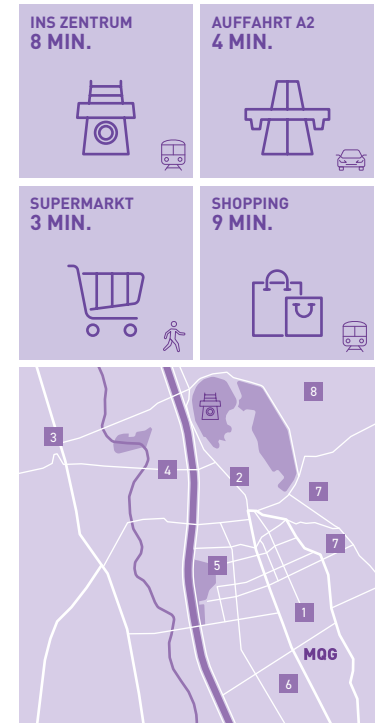 INS ZENTRUM
8 MIN.
AUFFAHRT A2
4 MIN.
SUPERMARKT
3 MIN.
SHOPPING
9 MIN.
8
3
4
2
7
7
5
1
MQG
6